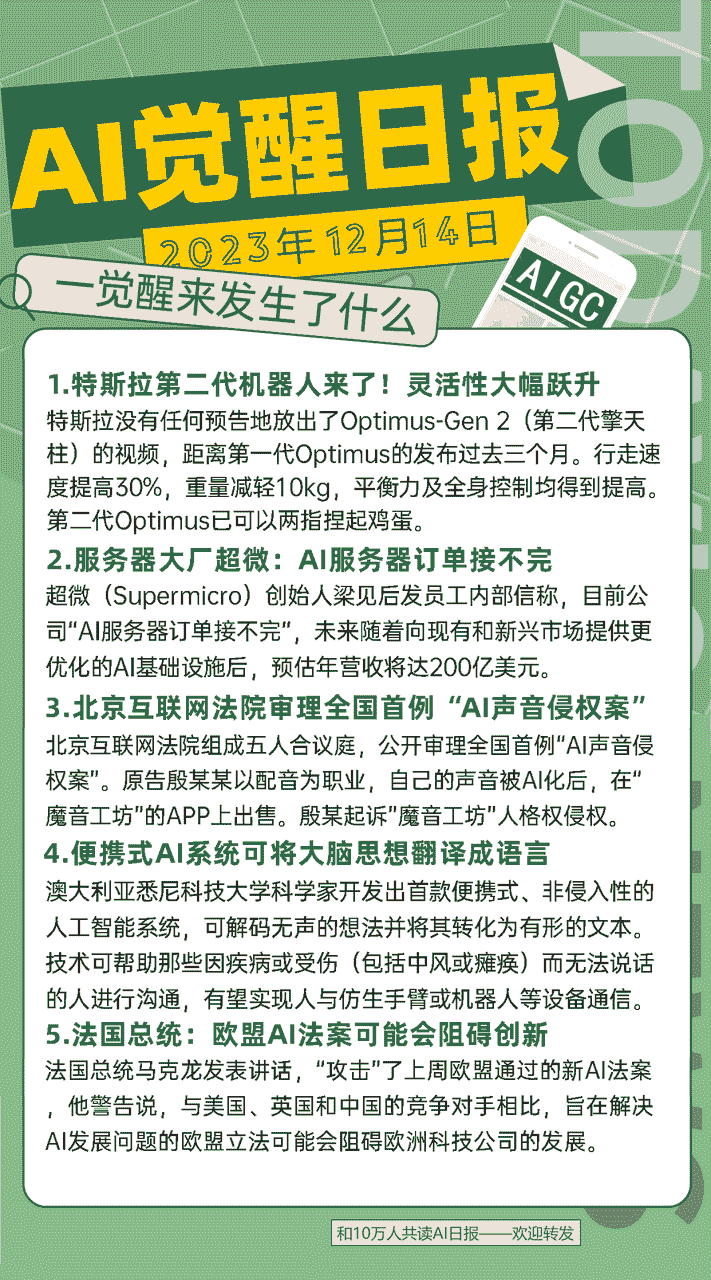 AI觉醒日报
2023年12月14日
一觉醒来发生了什么
AIGC
1.特斯拉第二代机器人来了！灵活性大幅跃升
特斯拉没有任何预告地放出了Optimus-Gen 2（第二代擎天
柱）的视频，距离第一代Optimus的发布过去三个月。行走速
度提高30%，重量减轻10kg，平衡力及全身控制均得到提高。
第二代Optimus已可以两指捏起鸡蛋。
2.服务器大厂超微：AI服务器订单接不完
超微（Supermicro）创始人梁见后发员工内部信称，目前公
司“AI服务器订单接不完”，未来随着向现有和新兴市场提供更
优化的AI基础设施后，预估年营收将达200亿美元。
3.北京互联网法院审理全国首例“AI声音侵权案”
北京互联网法院组成五人合议庭，公开审理全国首例“AI声音侵
权案”。原告殷某某以配音为职业，自己的声音被AI化后，在“
魔音工坊”的APP上出售。殷某起诉”魔音工坊”人格权侵权。
4.便携式AI系统可将大脑思想翻译成语言
澳大利亚悉尼科技大学科学家开发出首款便携式、非侵入性的
人工智能系统，可解码无声的想法并将其转化为有形的文本。
技术可帮助那些因疾病或受伤（包括中风或瘫痪）而无法说话
的人进行沟通，有望实现人与仿生手臂或机器人等设备通信。
5.法国总统：欧盟AI法案可能会阻碍创新
法国总统马克龙发表讲话，“攻击”了上周欧盟通过的新AI法案
，他警告说，与美国、英国和中国的竞争对手相比，旨在解决
AI发展问题的欧盟立法可能会阻碍欧洲科技公司的发展。
和10万人共读AI日报——欢迎转发